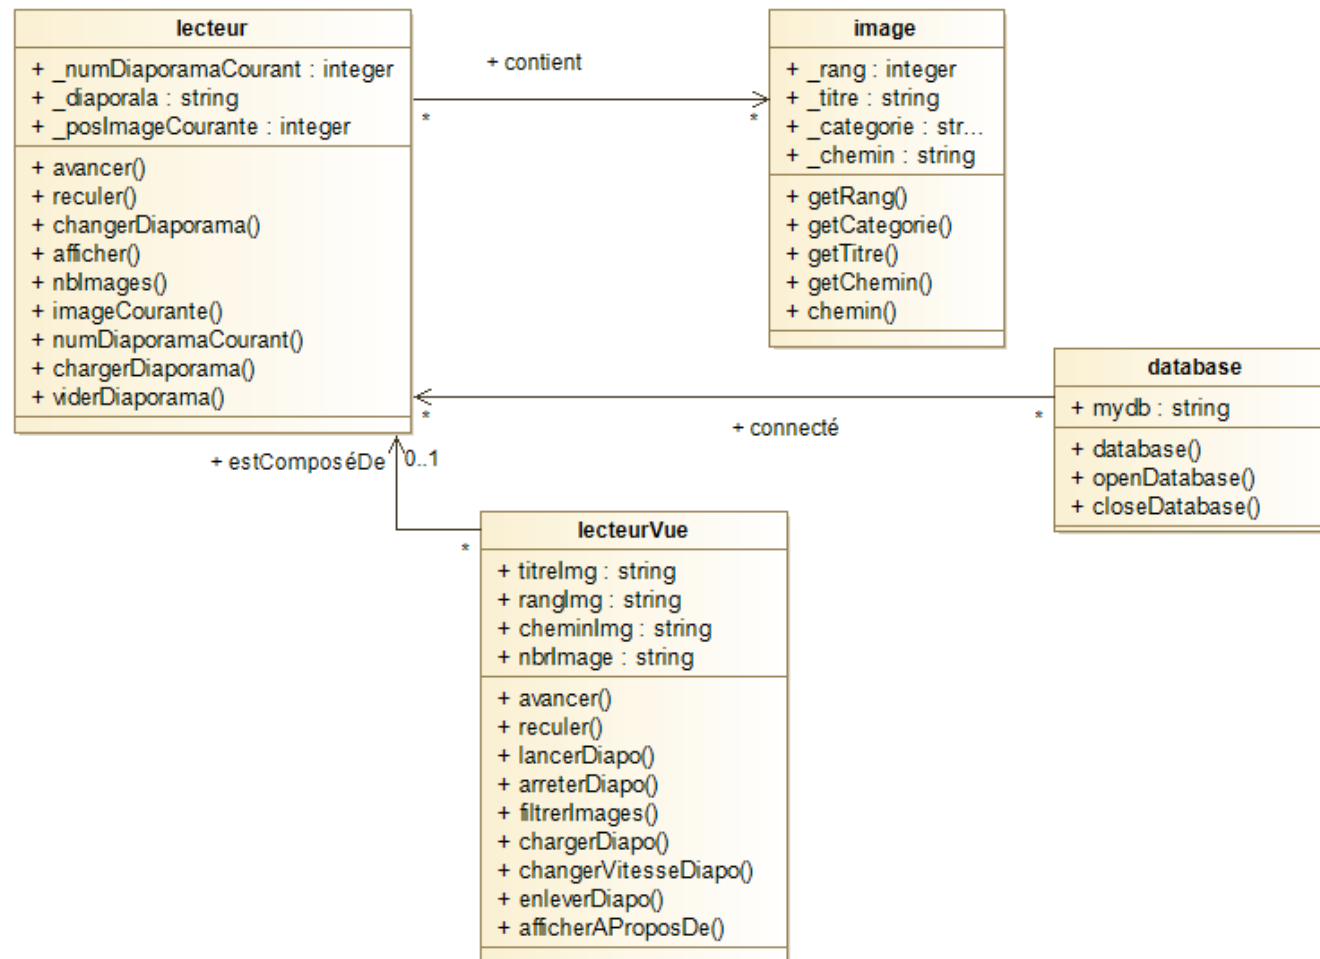 lecteur
+ _numDiaporamaCourant : integer
+ _diaporala : string
+ _posImageCourante : integer
+ avancer()
+ reculer()
+ changerDiaporama()
+ afficher()
+ nbImages()
+ imageCourante()
+ numDiaporamaCourant()
+ chargerDiaporama()
+ viderDiaporama()
+ contient
*
*
image
+ _rang : integer
+ _titre : string
+ _categorie : str...
+ _chemin : string
+ getRang()
+ getCategorie()
+ getTitre()
+ getChemin()
+ chemin()
database
+ mydb : string
+ database()
+ openDatabase()
+ closeDatabase()
*
*
+ connecté
+ estComposéDe
0..1
*
lecteurVue
+ titreImg : string
+ rangImg : string
+ cheminImg : string
+ nbrImage : string
+ avancer()
+ reculer()
+ lancerDiapo()
+ arreterDiapo()
+ filtrerImages()
+ chargerDiapo()
+ changerVitesseDiapo()
+ enleverDiapo()
+ afficherAProposDe()